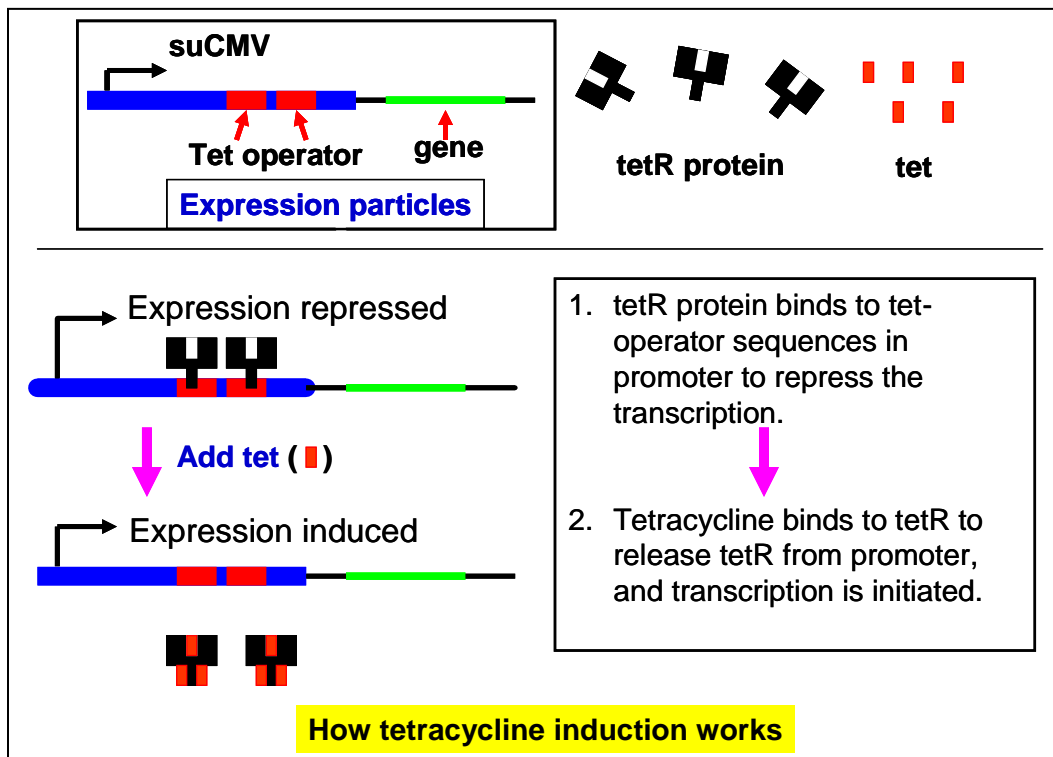 suCMV
Tet operator
gene
Expression particles
tetR protein
tet
Expression repressed
Add tet ( )
Expression induced
1. tetR protein binds to tet-
operator sequences in
promoter to repress the
transcription.
2. Tetracycline binds to tetR to
release tetR from promoter,
and transcription is initiated.
How tetracycline induction works